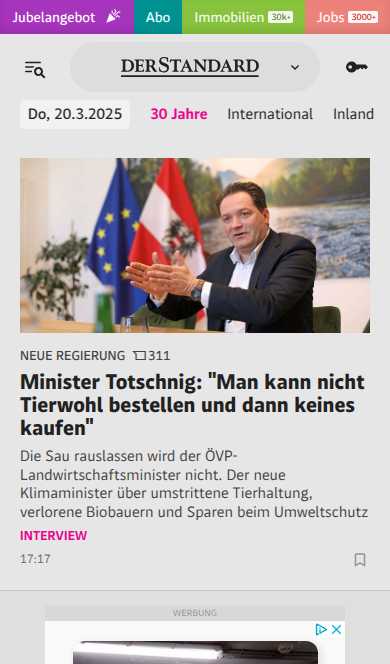 Jubelangebot Abo Immobilien 30k+ Jobs 3000+
DERSTANDARD
Do, 20.3.2025 30 Jahre International Inland
NEUE REGIERUNG 311
Minister Totschnig: "Man kann nicht
Tierwohl bestellen und dann keines
kaufen"
Die Sau rauslassen wird der ÖVP-
Landwirtschaftsminister nicht. Der neue
Klimaminister über umstrittene Tierhaltung,
verlorene Biobauern und Sparen beim Umweltschutz
INTERVIEW
17:17
WERBUNG